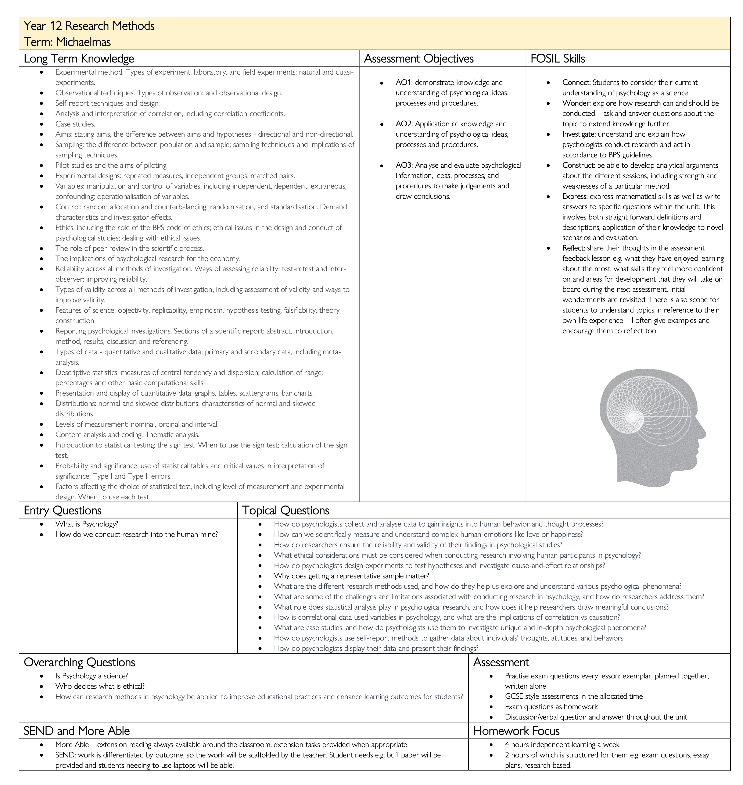 Year 12 Research Methods
Term: Michaelmas
Long Term Knowledge
Experimental method. Types of experiment, laboratory, and field experiments; natural and quasi-
experiments.
Observational techniques. Types of observation: and observational design.
Self report techniques and design.
Analysis and interpretation of correlation, including correlation coefficients.
Case studies.
Aims: stating aims, the difference between aims and hypotheses - directional and non-directional.
Sampling: the difference between population and sample; sampling techniques and implications of
sampling techniques.
Pilot studies and the aims of piloting.
Experimental designs: repeated measures, independent groups, matched pairs.
Variables: manipulation and control of variables, including independent, dependent, extraneous,
confounding; operationalisation of variables.
Control: random allocation and counterbalancing, randomisation, and standardisation. Demand
characteristics and investigator effects.
Ethics, including the role of the BPS code of ethics; ethical issues in the design and conduct of
psychological studies; dealing with ethical issues.
The role of peer review in the scientific process.
The implications of psychological research for the economy.
Reliability across all methods of investigation. Ways of assessing reliability: test-retest and inter-
observer; improving reliability.
Types of validity across all methods of investigation, including assessment of validity and ways to
improve validity.
Features of science: objectivity, replicability, empiricism, hypothesis testing, falsifiability, theory
construction.
Reporting psychological investigations. Sections of a scientific report: abstract, introduction,
method, results, discussion and referencing.
Types of data - quantitative and qualitative data; primary and secondary data, including meta-
analysis.
Descriptive statistics: measures of central tendency and dispersion; calculation of range;
percentages and other basic computational skills
Presentation and display of quantitative data: graphs, tables, scattergrams, bar charts
Distributions: normal and skewed distributions; characteristics of normal and skewed
distributions.
Levels of measurement: nominal, ordinal and interval.
Content analysis and coding. Thematic analysis.
Introduction to statistical testing; the sign test. When to use the sign test; calculation of the sign
test.
Probability and significance: use of statistical tables and critical values in interpretation of
significance; Type I and Type II errors.
Factors affecting the choice of statistical test, including level of measurement and experimental
design. When to use each test.
Assessment Objectives
AO1: demonstrate knowledge and
understanding of psychological ideas,
processes and procedures.
AO2: Application of knowledge and
understanding of psychological ideas,
processes and procedures.
AO3: Analyse and evaluate psychological
information, ideas, processes, and
procedures to make judgements and
draw conclusions.
FOSIL Skills
Connect: Students to consider their current
understanding of psychology as a science
Wonder: explore how research can and should be
conducted – task and answer questions about the
topic to extend knowledge further.
Investigate: understand and explain how
psychologists conduct research and act in
accordance to BPS guidelines
Construct: be able to develop analytical arguments
about the different sessions, including strength and
weaknesses of a particular method
Express: express mathematical skills as well as write
answers to specific questions within the unit. This
involves both straight forward definitions and
descriptions, application of their knowledge to novel
scenarios and evaluation.
Reflect: share their thoughts in the assessment
feedback lesson e.g. what they have enjoyed learning
about the most; what skills they feel more confident
on and areas for development that they will take on
board during the next assessment. Initial
wonderments are revisited. There is also scope for
students to understand topics in reference to their
own life experience – I often give examples and
encourage them to reflect too
Entry Questions
What is Psychology?
How do we conduct research into the human mind?
Topical Questions
How do psychologists collect and analyse data to gain insights into human behavior and thought processes?
How can we scientifically measure and understand complex human emotions like love or happiness?
How do researchers ensure the reliability and validity of their findings in psychological studies?
What ethical considerations must be considered when conducting research involving human participants in psychology?
How do psychologists design experiments to test hypotheses and investigate cause-and-effect relationships?
Why does getting a representative sample matter?
What are the different research methods used, and how do they help us explore and understand various psychological phenomena?
What are some of the challenges and limitations associated with conducting research in psychology, and how do researchers address them?
What role does statistical analysis play in psychological research, and how does it help researchers draw meaningful conclusions?
How is correlational data used variables in psychology, and what are the implications of correlation vs causation?
What are case studies, and how do psychologists use them to investigate unique and in-depth psychological phenomena?
How do psychologists use self-report methods to gather data about individuals' thoughts, attitudes, and behaviors
How do psychologists display their data and present their findings?
Overarching Questions
Is Psychology a science?
Who decides what is ethical?
How can research methods in psychology be applied to improve educational practices and enhance learning outcomes for students?
Assessment
Practise exam questions every lesson: exemplar, planned together,
written alone
GCSE style assessments in the allocated time
Exam questions as homework
Discussion/verbal question and answer throughout the unit
SEND and More Able
More Able – extension reading always available around the classroom, extension tasks provided when appropriate
SEND: work is differentiated by outcome, so the work will be scaffolded by the teacher. Student needs e.g. buff paper will be
provided and students needing to use laptops will be able.
Homework Focus
4 hours independent learning a week
2 hours of which is structured for them e.g. exam questions, essay
plans, research based.